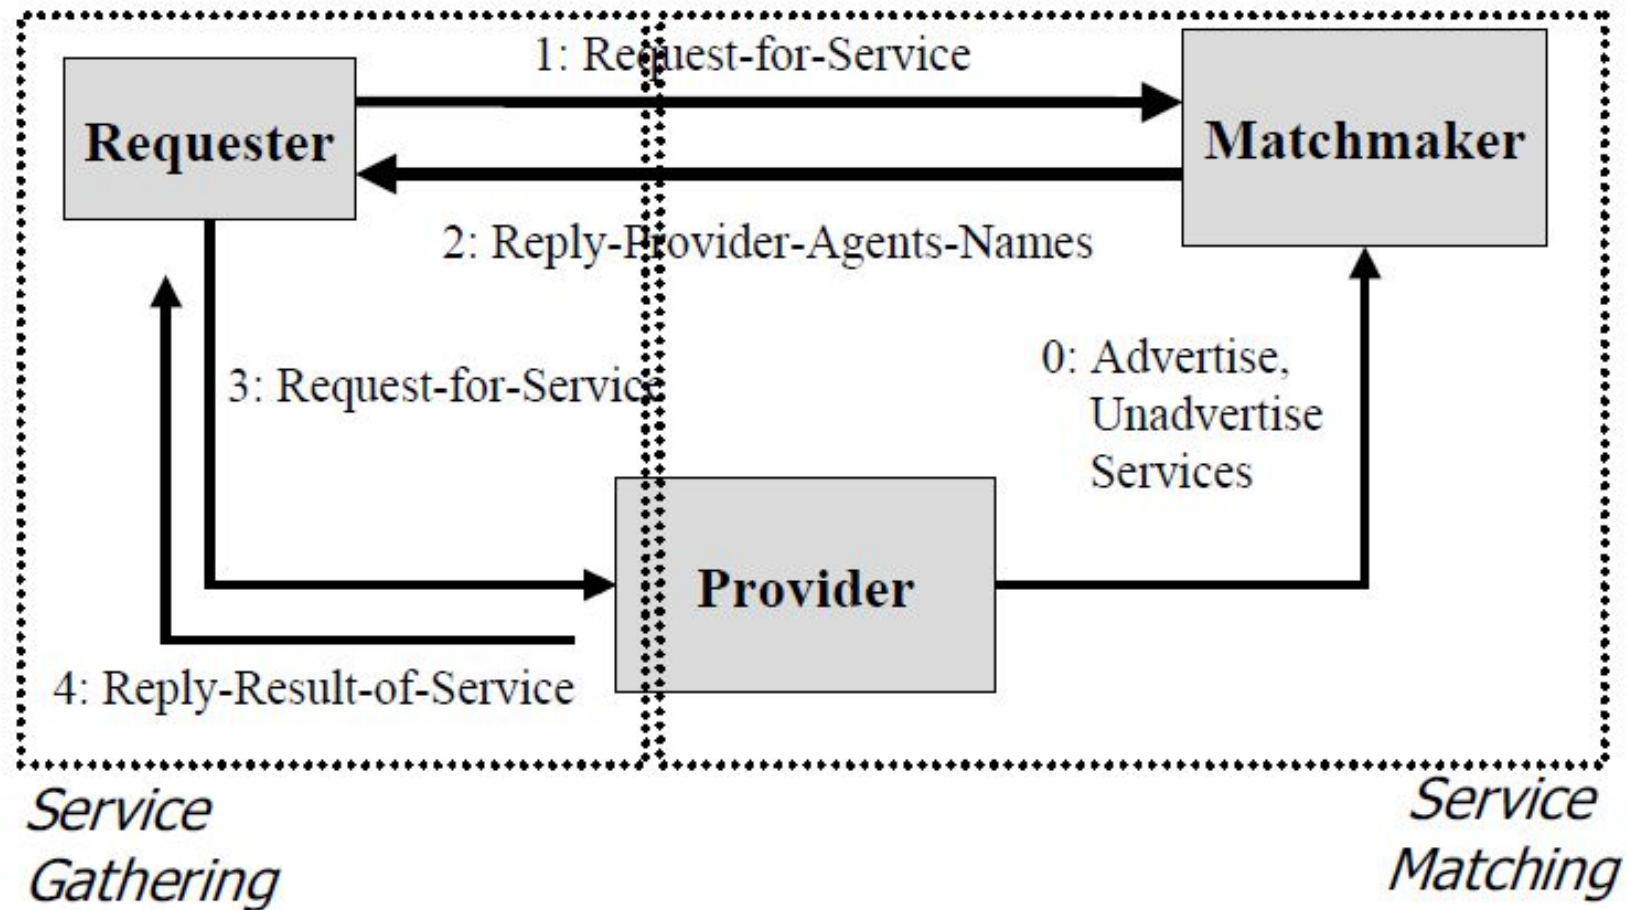 1: Request-for-Service
Requester
Matchmaker
2: Reply-Provider-Agents-Names
3: Request-for-Service
0: Advertise,
Unadvertise
Services
Provider
4: Reply-Result-of-Service
Service
Gathering
Service
Matching